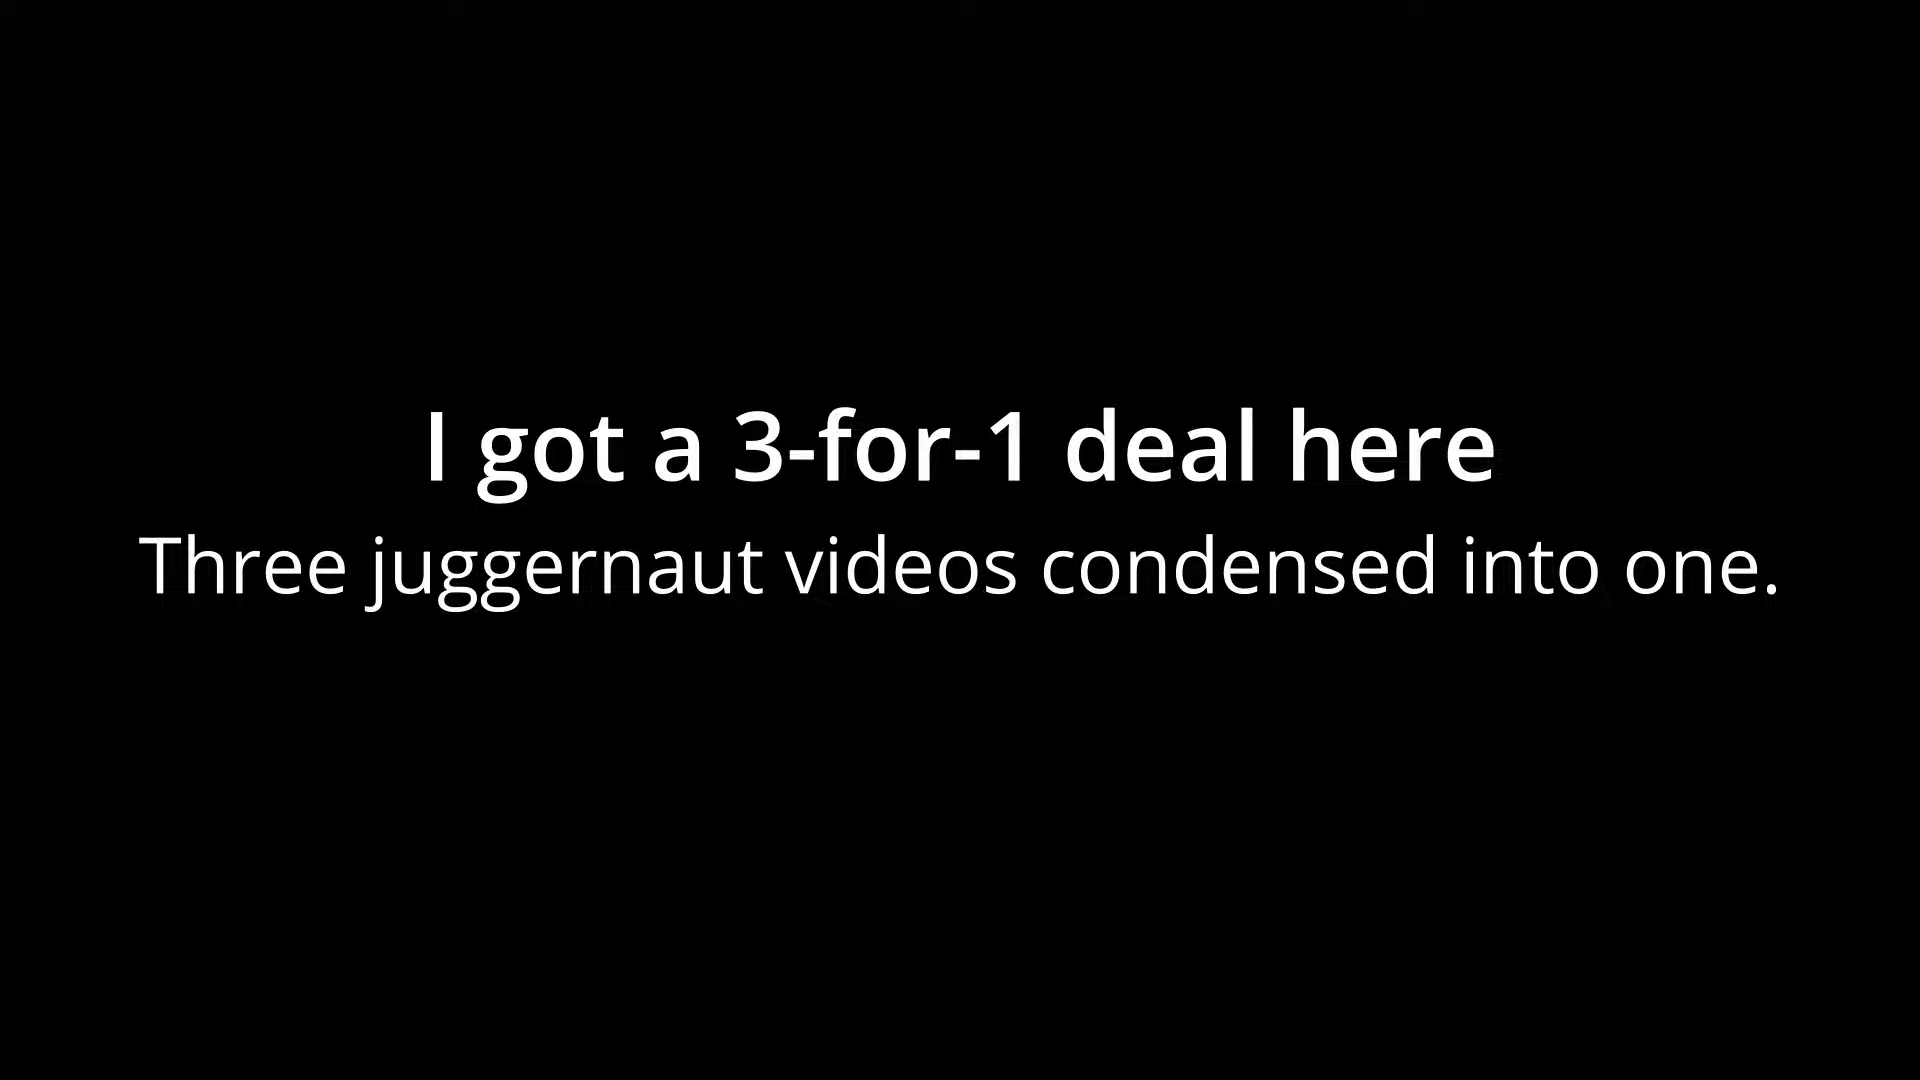 I got a 3-for-1 deal here
Three juggernaut videos condensed into one.